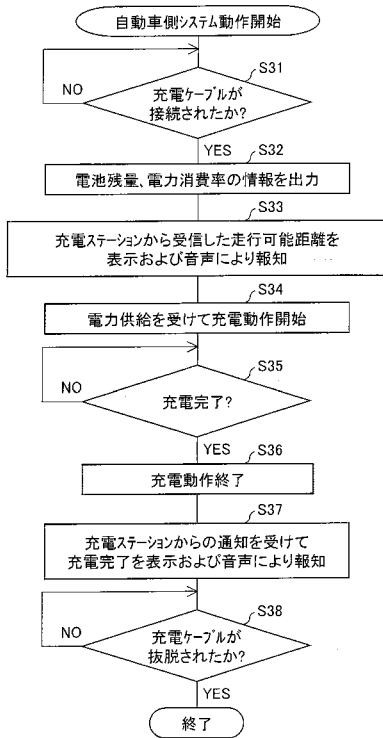 自動車側システム動作開始
S31
充電ケーブルが
接続されたか?
NO
YES
S32
電池残量、電力消費率の情報を出力
S33
充電ステーションから受信した走行可能距離を
表示および音声により報知
S34
電力供給を受けて充電動作開始
S35
充電完了?
NO
YES
S36
充電動作終了
S37
充電ステーションからの通知を受けて
充電完了を表示および音声により報知
S38
充電ケーブルが
抜脱されたか?
NO
YES
終了